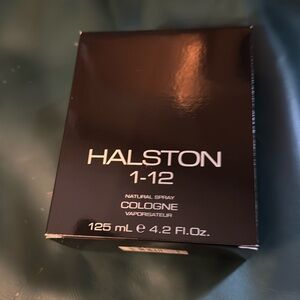 HALSTON
1-12
NATURAL SPRAY
COLOGNE
VAPORISATEUR
125 mL e 4.2 Fl.Oz.